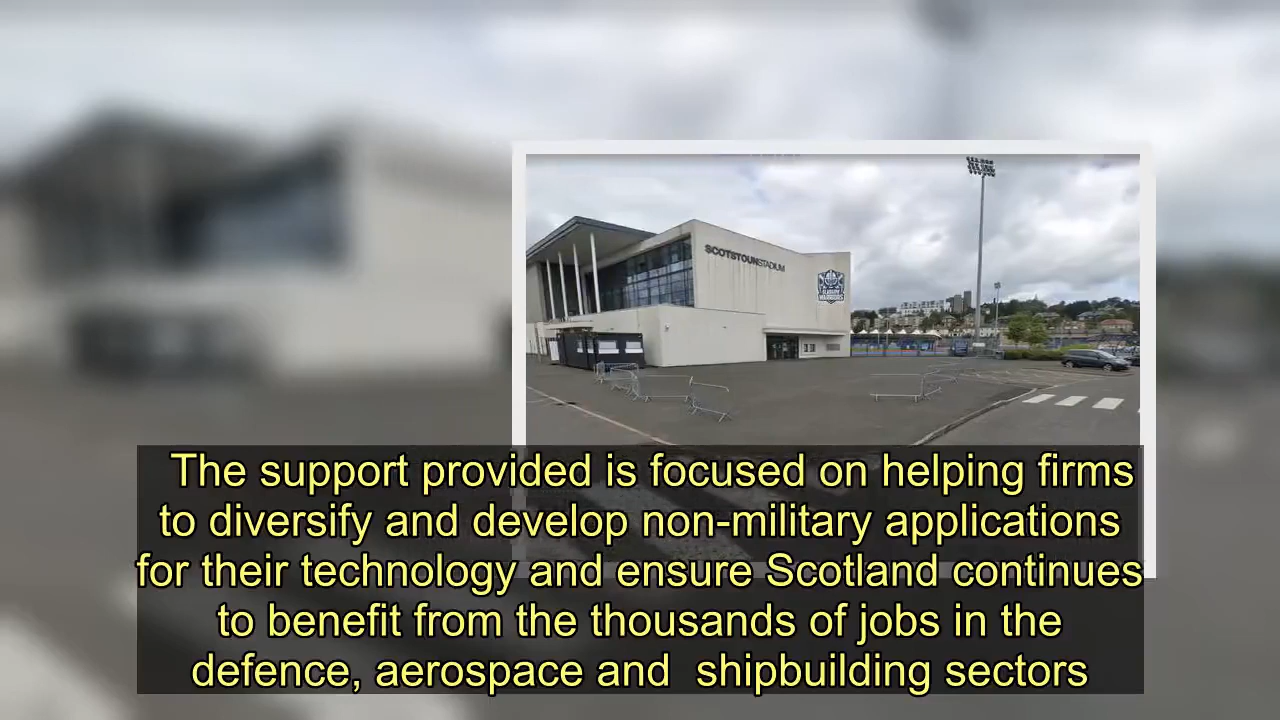 SCOTSTOUN STADIUM
GLASGOW
WARRIORS
The support provided is focused on helping firms
to diversify and develop non-military applications
for their technology and ensure Scotland continues
to benefit from the thousands of jobs in the
defence, aerospace and  shipbuilding sectors